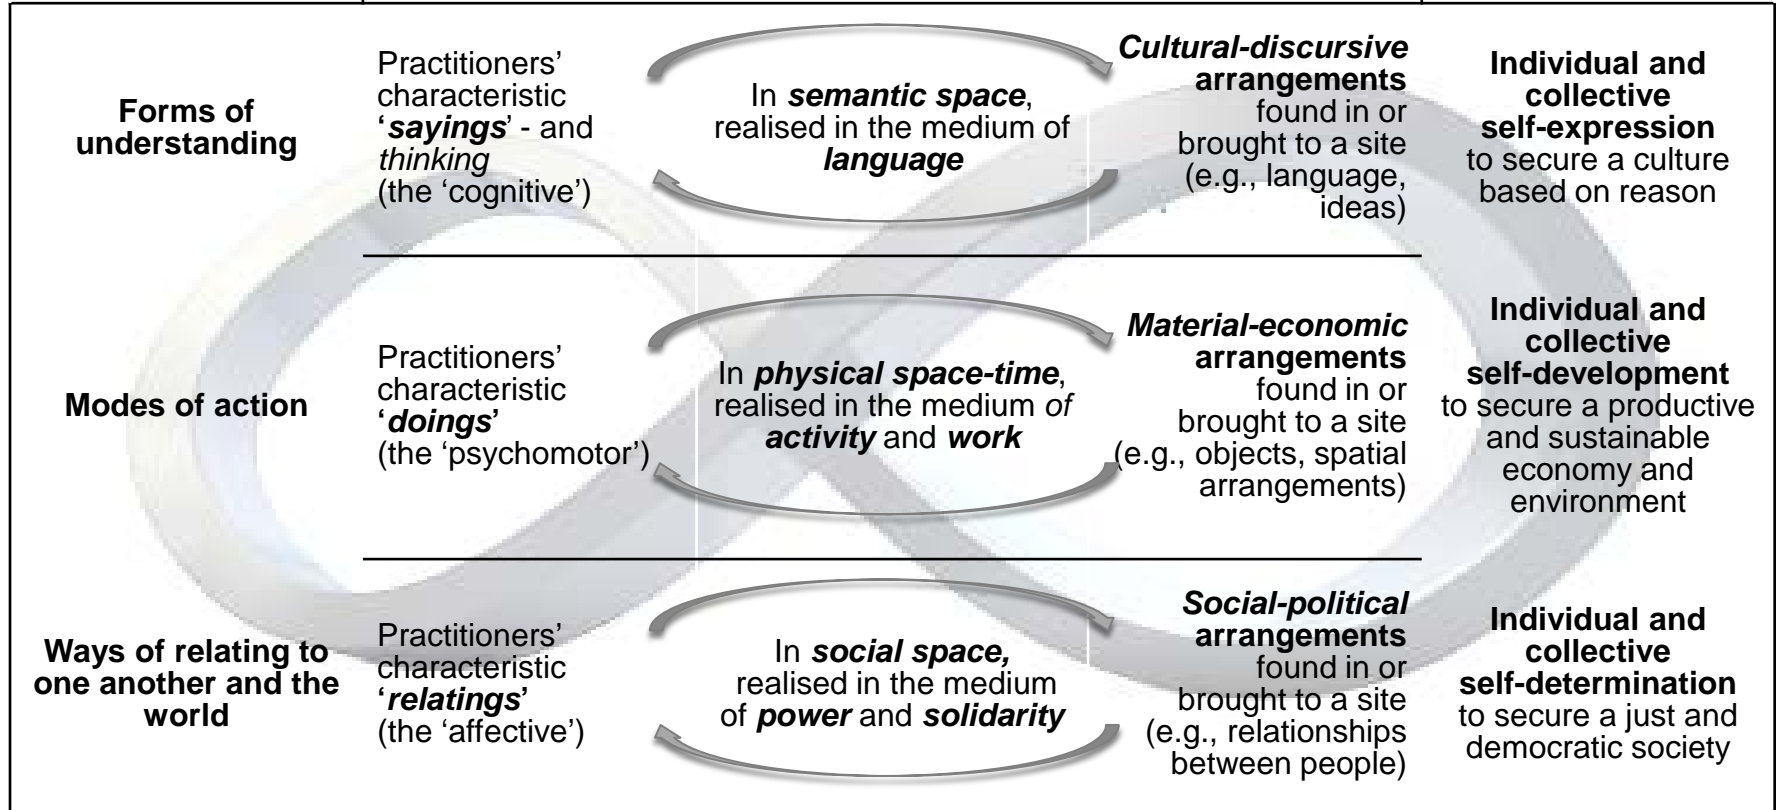 Forms of
understanding
Practitioners’
characteristic
‘sayings’ - and
thinking
(the ‘cognitive’)
In semantic space,
realised in the medium of
language
Cultural-discursive
arrangements
found in or
brought to a site
(e.g., language,
ideas)
Individual and
collective
self-expression
to secure a culture
based on reason
Modes of action
Practitioners’
characteristic
‘doings’
(the ‘psychomotor’)
In physical space-time,
realised in the medium of
activity and work
Material-economic
arrangements
found in or
brought to a site
(e.g., objects, spatial
arrangements)
Individual and
collective
self-development
to secure a productive
and sustainable
economy and
environment
Ways of relating to
one another and the
world
Practitioners’
characteristic
‘relatings’
(the ‘affective’)
In social space,
realised in the medium
of power and solidarity
Social-political
arrangements
found in or
brought to a site
(e.g., relationships
between people)
Individual and
collective
self-determination
to secure a just and
democratic society